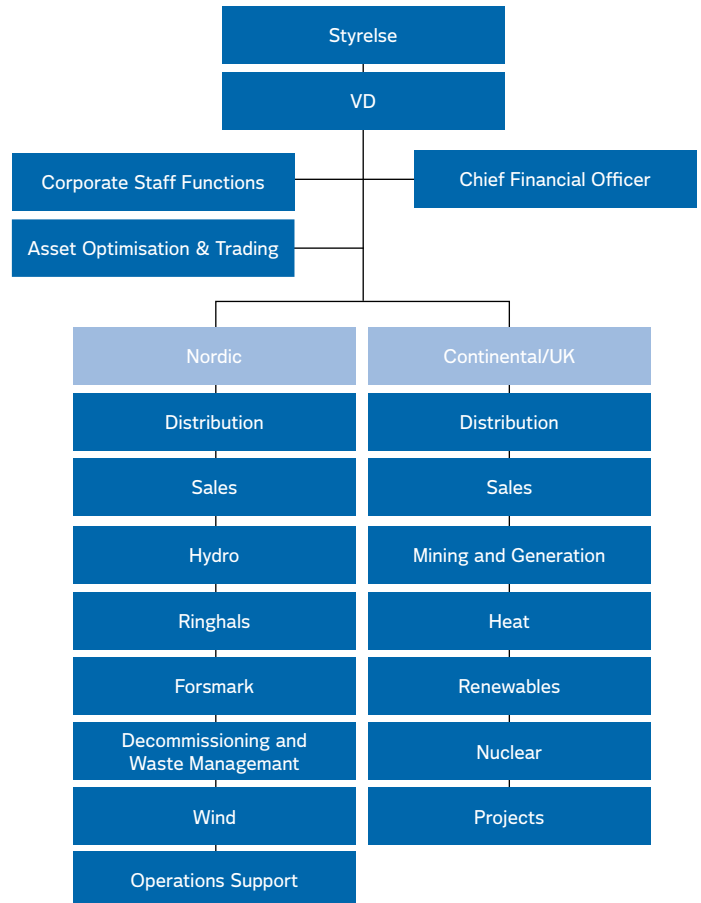 Styrelse
VD
Corporate Staff Functions
Chief Financial Officer
Asset Optimisation & Trading
Nordic
Continental/UK
Distribution
Distribution
Sales
Sales
Hydro
Mining and Generation
Ringhals
Heat
Forsmark
Renewables
Decommissioning and
Waste Managemant
Nuclear
Wind
Projects
Operations Support